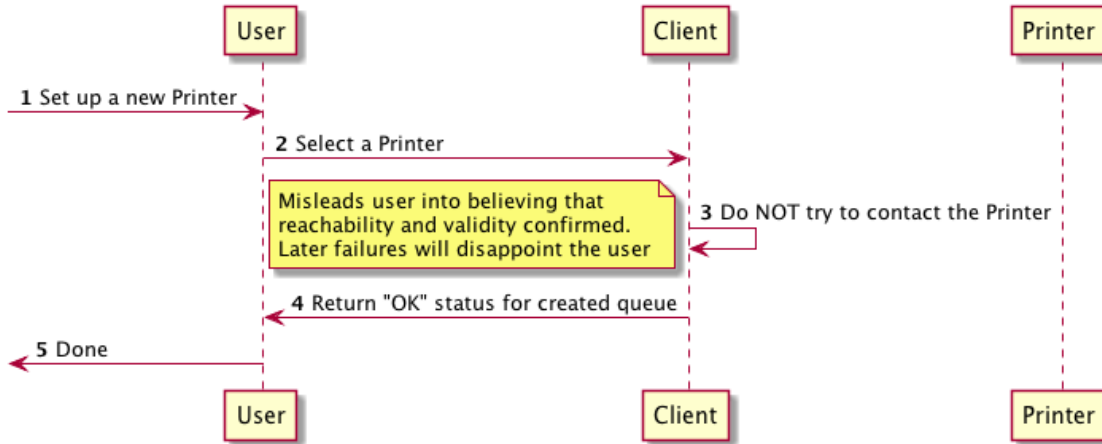 User Client Printer
1 Set up a new Printer
2 Select a Printer
Misleads user into believing that
reachability and validity confirmed.
Later failures will disappoint the user
3 Do NOT try to contact the Printer
4 Return "OK" status for created queue
5 Done
User Client Printer